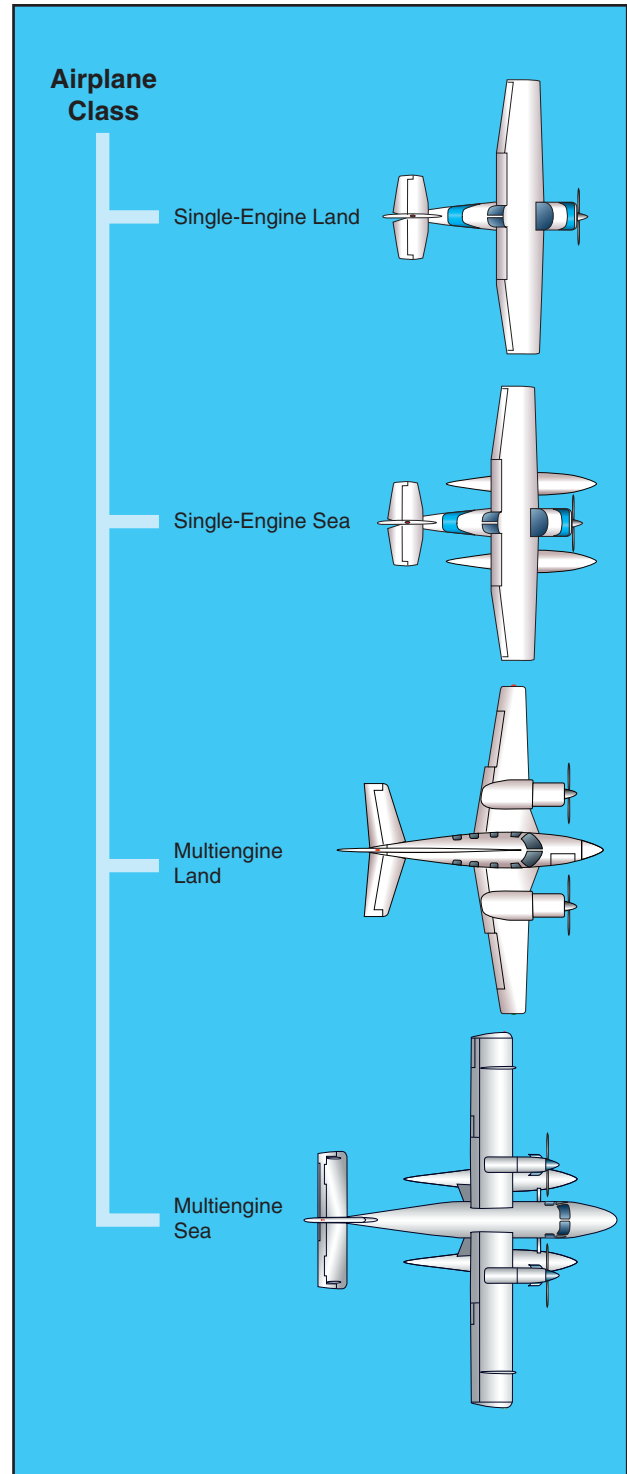 Airplane
Class
Single-Engine Land
Single-Engine Sea
Multiengine
Land
Multiengine
Sea